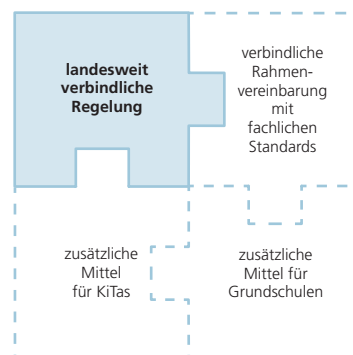 landesweit
verbindliche
Regelung
verbindliche
Rahmen-
vereinbarung
mit
fachlichen
Standards
zusätzliche
Mittel
für KiTas
zusätzliche
Mittel für
Grundschulen